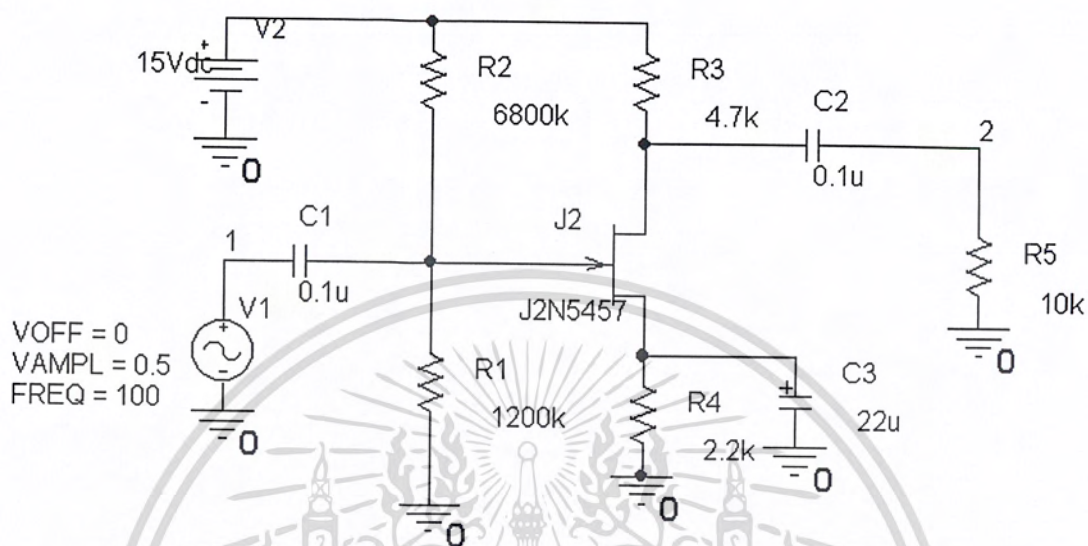 V2
15Vdc
+
-
0
R2
6800k
R3
4.7k
C2
0.1u
2
R5
10k
0
C1
1
0.1u
J2
J2N5457
V1
+
-
VOFF = 0
VAMPL = 0.5
FREQ = 100
0
R1
1200k
0
R4
2.2k
0
C3
+
22u
0